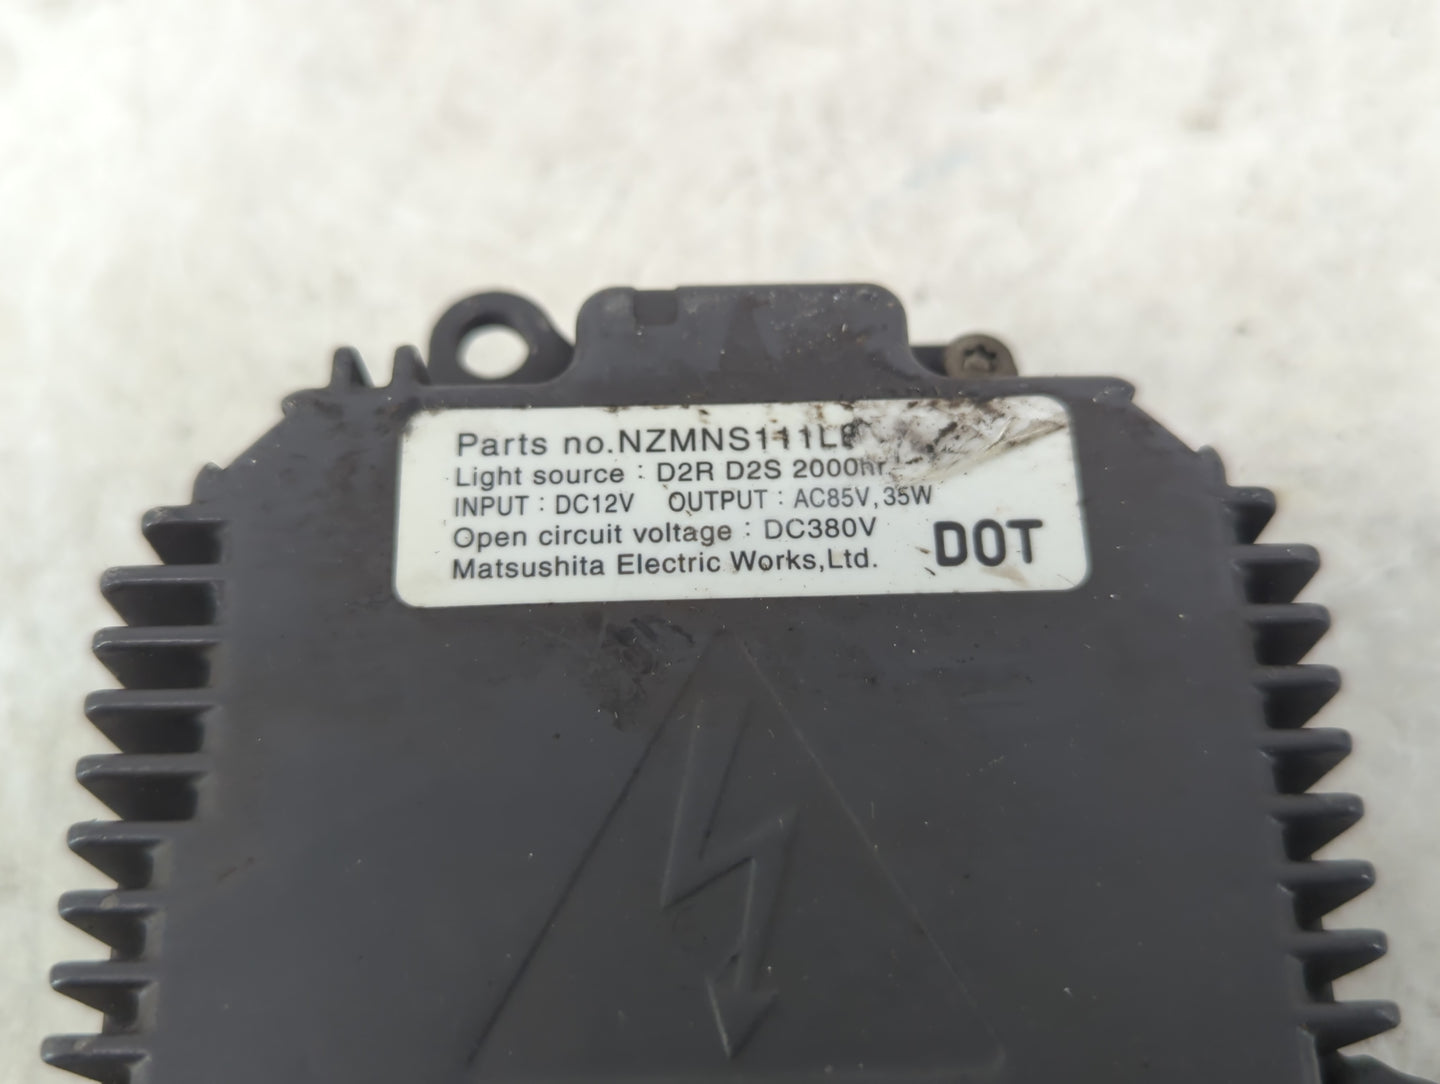 Parts no.NZMNS111L
Light source : D2R D2S 2000hr.
INPUT : DC12V OUTPUT : AC85V,35W
Open circuit voltage : DC380V
DOT
Matsushita Electric Works,Ltd.